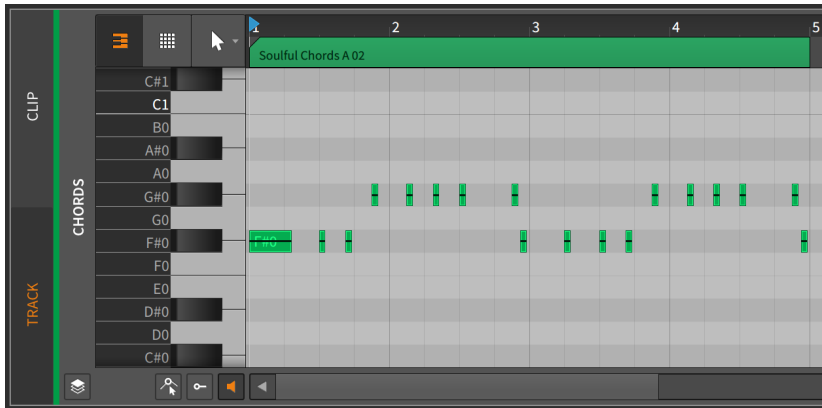 1 2 3 4 5
Soulful Chords A 02
CLIP
TRACK
CHORDS
C#1
C1
B0
A#0
A0
G#0
G0
F#0
F#0
F0
E0
D#0
D0
C#0